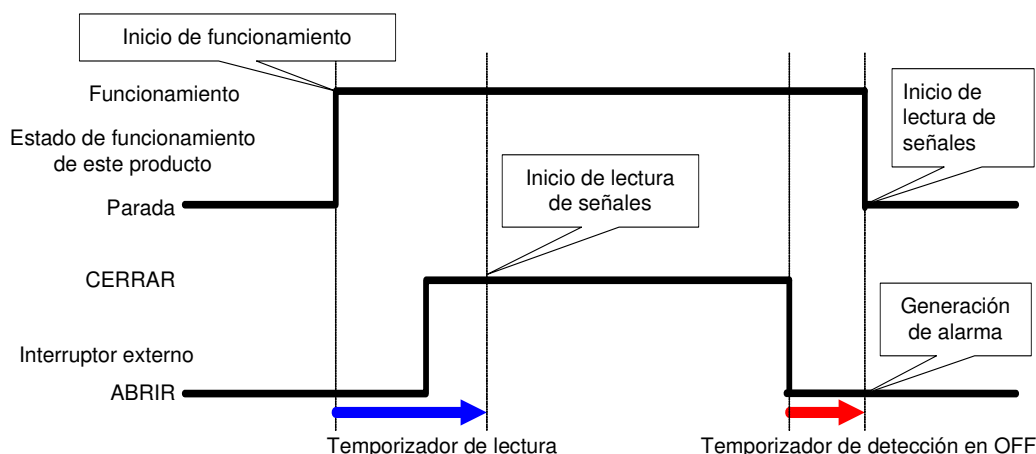 Inicio de funcionamiento
Funcionamiento
Inicio de
lectura de
señales
Estado de funcionamiento
de este producto
Inicio de lectura
de señales
Parada
CERRAR
Generación
de alarma
Interruptor externo
ABRIR
Temporizador de lectura
Temporizador de detección en OFF